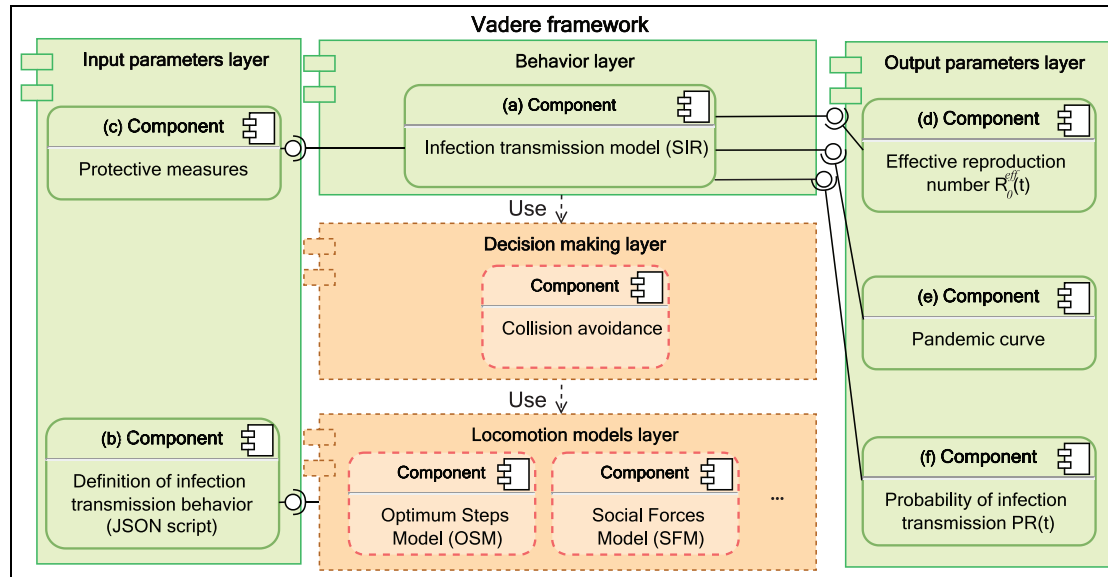 Vadere framework
Input parameters layer
(c) Component
Protective measures
(b) Component
Definition of infection
transmission behavior
(JSON script)
Behavior layer
(a) Component
Infection transmission model (SIR)
Use
Decision making layer
Component
Collision avoidance
Use
Locomotion models layer
Component
Optimum Steps
Model (OSM)
Component
Social Forces
Model (SFM)
...
Output parameters layer
(d) Component
Effective reproduction
number R₀ᵉᶠᶠ(t)
(e) Component
Pandemic curve
(f) Component
Probability of infection
transmission PR(t)